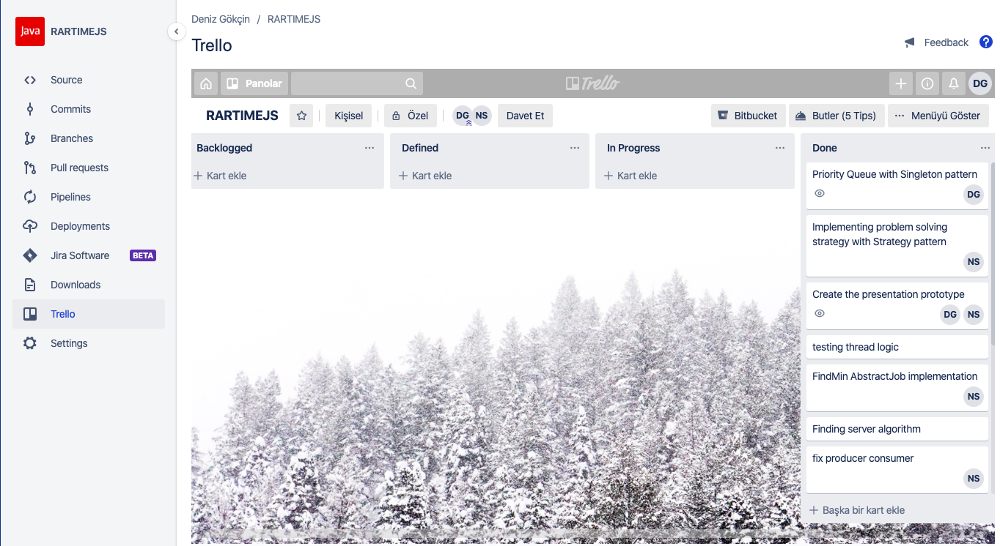 Java RARTIMEJS
Source
Commits
Branches
Pull requests
Pipelines
Deployments
Jira Software BETA
Downloads
Trello
Settings
Deniz Gökçin / RARTIMEJS
Trello
Feedback ?
Panolar
Trello
DG
RARTIMEJS
Kişisel
Özel
DG NS
Davet Et
Bitbucket
Butler (5 Tips)
Menüyü Göster
Backlogged
Kart ekle
Defined
Kart ekle
In Progress
Kart ekle
Done
Priority Queue with Singleton pattern
DG
Implementing problem solving
strategy with Strategy pattern
NS
Create the presentation prototype
DG NS
testing thread logic
FindMin AbstractJob implementation
NS
Finding server algorithm
fix producer consumer
NS
Başka bir kart ekle